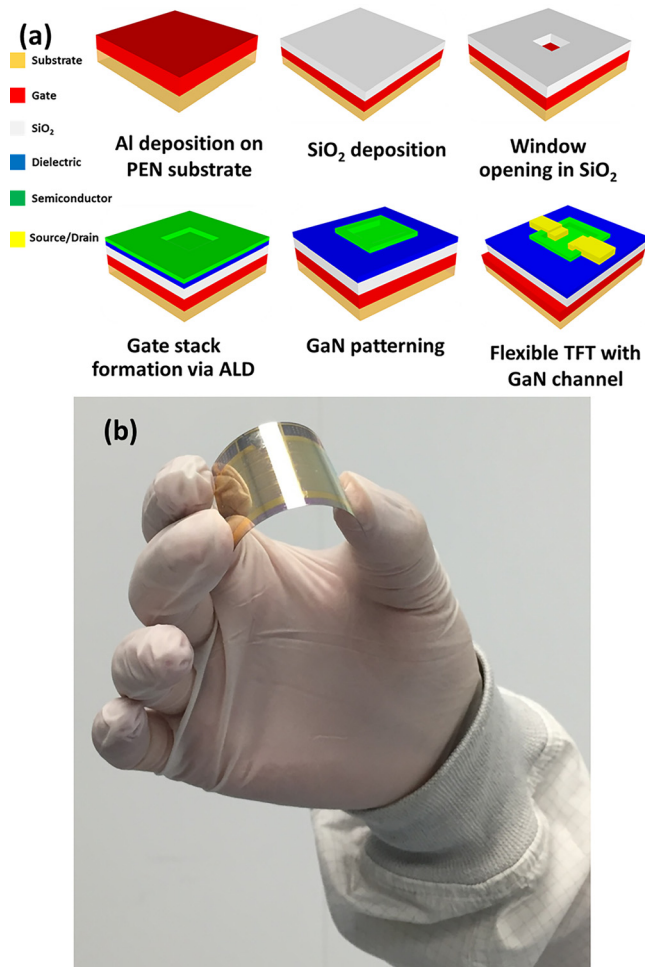 (a)
Substrate
Gate
SiO₂
Dielectric
Semiconductor
Source/Drain
Al deposition on
PEN substrate
SiO₂ deposition
Window
opening in SiO₂
Gate stack
formation via ALD
GaN patterning
Flexible TFT with
GaN channel
(b)